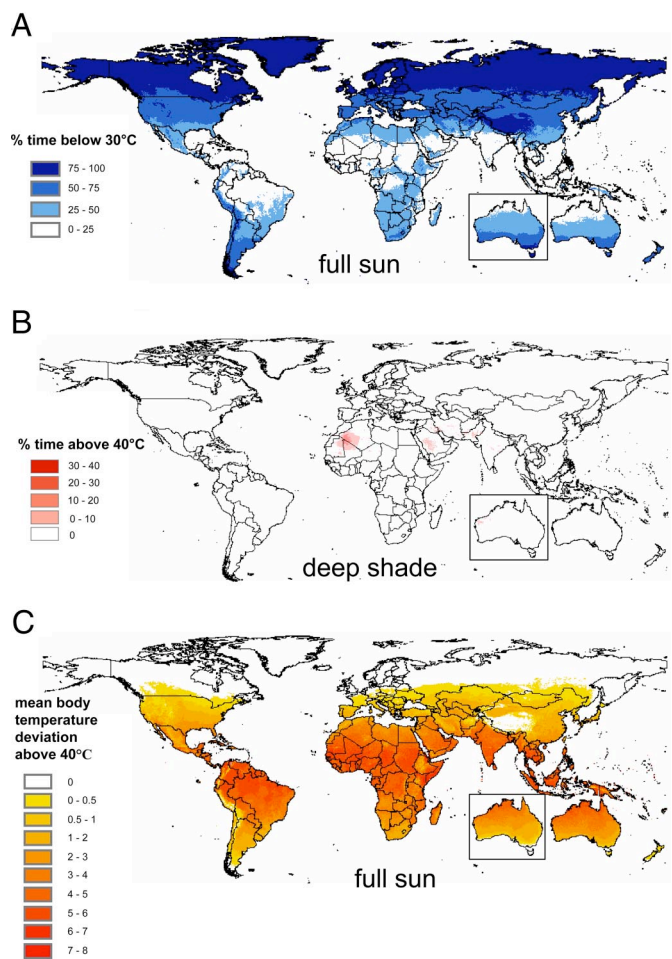 A
% time below 30°C
75 - 100
50 - 75
25 - 50
0 - 25
full sun
B
% time above 40°C
30 - 40
20 - 30
10 - 20
0 - 10
0
deep shade
C
mean body
temperature
deviation
above 40°C
0
0 - 0.5
0.5 - 1
1 - 2
2 - 3
3 - 4
4 - 5
5 - 6
6 - 7
7 - 8
full sun